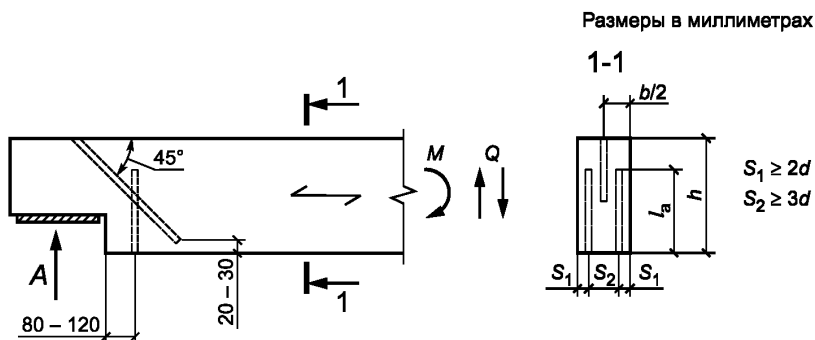 Размеры в миллиметрах
1-1
1
b/2
45°
M
Q
S₁ ≥ 2d
S₂ ≥ 3d
h
lₐ
A
20 – 30
1
S₁
S₂
S₁
80 – 120